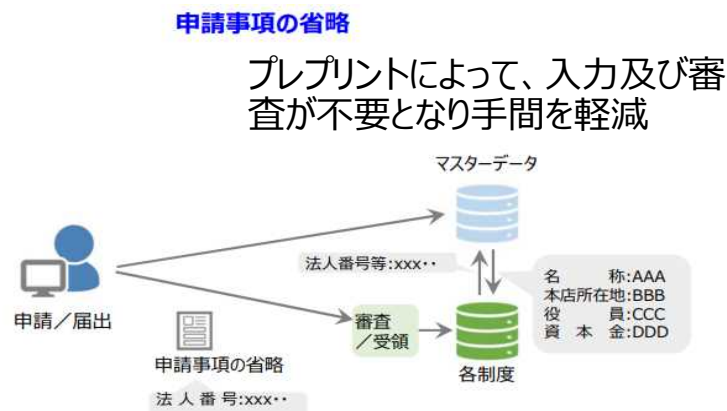 申請事項の省略
プレプリントによって、入力及び審
査が不要となり手間を軽減
マスターデータ
法人番号等:xxx‥
名 称:AAA
本店所在地:BBB
役 員:CCC
資 本 金:DDD
申請／届出
審査
／受領
各制度
申請事項の省略
法 人 番 号:xxx‥